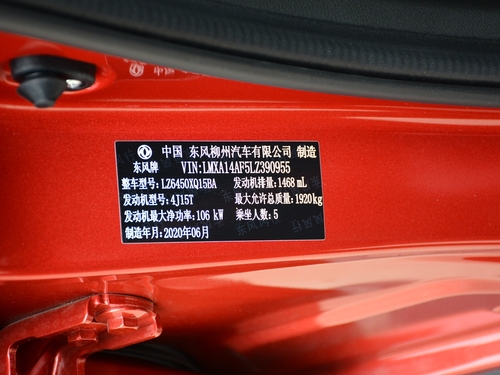 中国 东风柳州汽车有限公司 制造
东风牌 VIN:LMXA14AF5LZ390955
整车型号: LZ6450XQ15BA 发动机排量: 1468 mL
发动机型号: 4J15T 最大允许总质量: 1920kg
发动机最大净功率: 106 kW 乘坐人数: 5
制造年月: 2020年06月